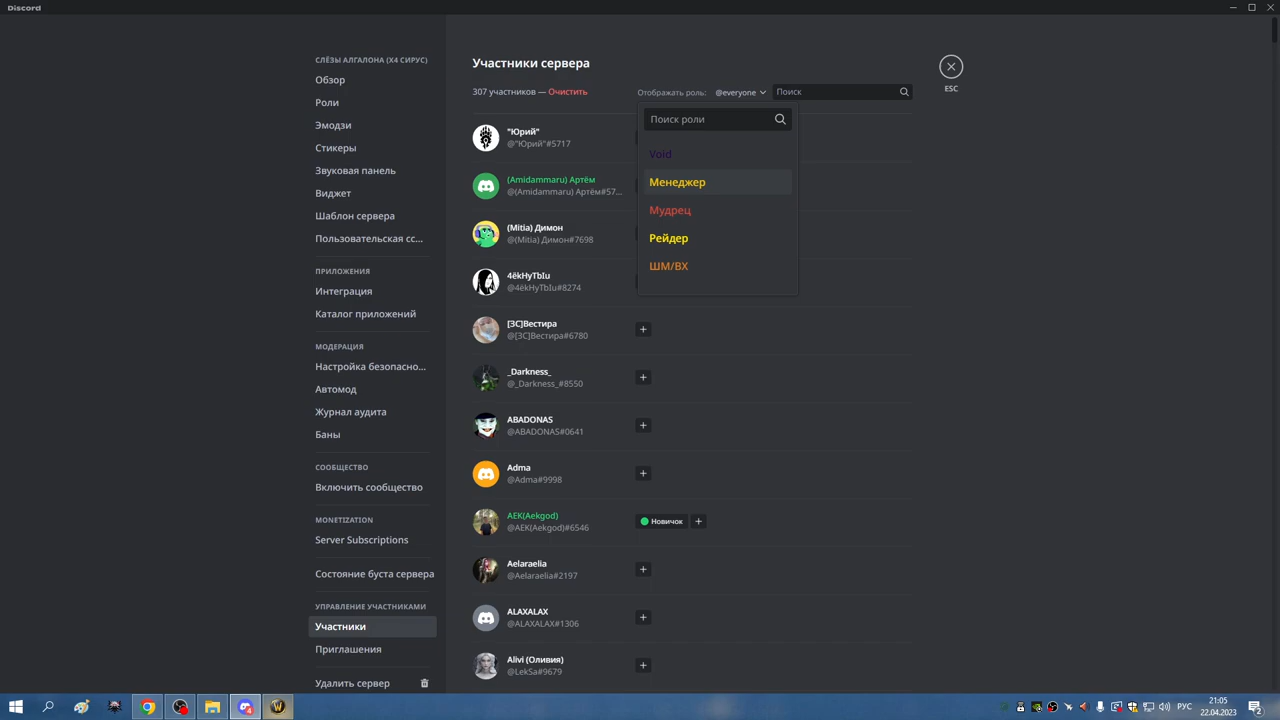 Discord
СЛЁЗЫ АЛГАЛОНА (X4 СИРУС)
Обзор
Роли
Эмодзи
Стикеры
Звуковая панель
Виджет
Шаблон сервера
Пользовательская сс...
ПРИЛОЖЕНИЯ
Интеграция
Каталог приложений
МОДЕРАЦИЯ
Настройка безопасно...
Автомод
Журнал аудита
Баны
СООБЩЕСТВО
Включить сообщество
MONETIZATION
Server Subscriptions
Состояние буста сервера
УПРАВЛЕНИЕ УЧАСТНИКАМИ
Участники
Приглашения
Удалить сервер
Участники сервера
307 участников — Очистить
Отображать роль: @everyone
Поиск
ESC
Поиск роли
Void
Менеджер
Мудрец
Рейдер
ШМ/ВХ
"Юрий"
@"Юрий"#5717
(Amidammaru) Артём
@(Amidammaru) Артём#57...
(Mitia) Димон
@(Mitia) Димон#7698
4ёkHyTbIu
@4ёkHyTbIu#8274
[ЗС]Вестира
@[ЗС]Вестира#6780
_Darkness_
@_Darkness_#8550
ABADONAS
@ABADONAS#0641
Adma
@Adma#9998
AEK(Aekgod)
@AEK(Aekgod)#6546
Новичок
Aelaraelia
@Aelaraelia#2197
ALAXALAX
@ALAXALAX#1306
Alivi (Оливия)
@LekSa#9679
РУС
21:05
22.04.2023
2